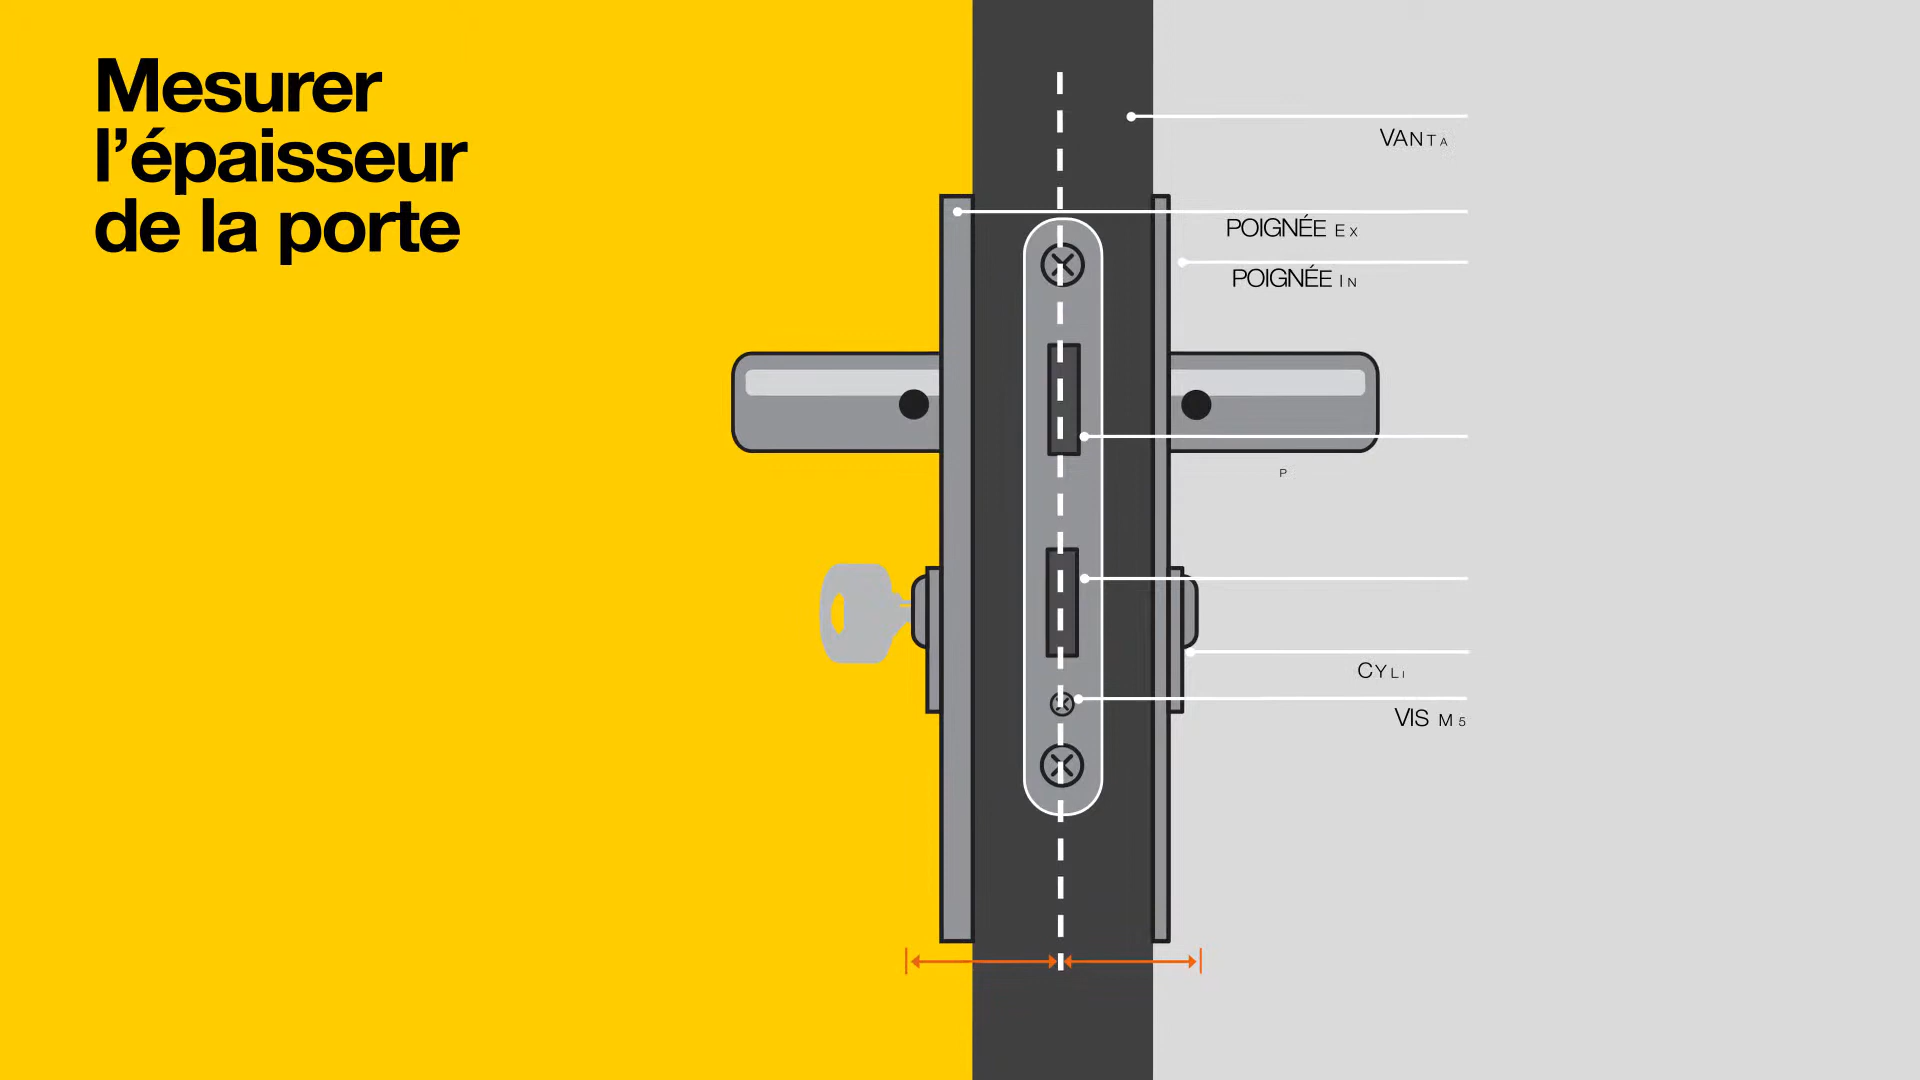 Mesurer
l’épaisseur
de la porte
VANTA
POIGNÉE EX
POIGNÉE IN
P
CYLI
VIS M5